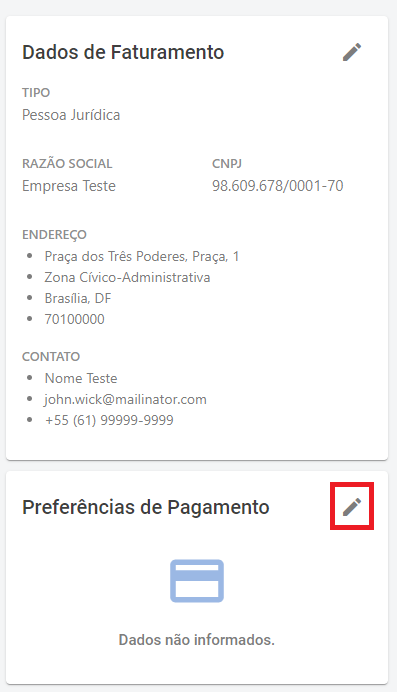 Dados de Faturamento
TIPO
Pessoa Jurídica
RAZÃO SOCIAL CNPJ
Empresa Teste 98.609.678/0001-70
ENDEREÇO
• Praça dos Três Poderes, Praça, 1
• Zona Cívico-Administrativa
• Brasília, DF
• 70100000
CONTATO
• Nome Teste
• john.wick@mailinator.com
• +55 (61) 99999-9999
Preferências de Pagamento
Dados não informados.